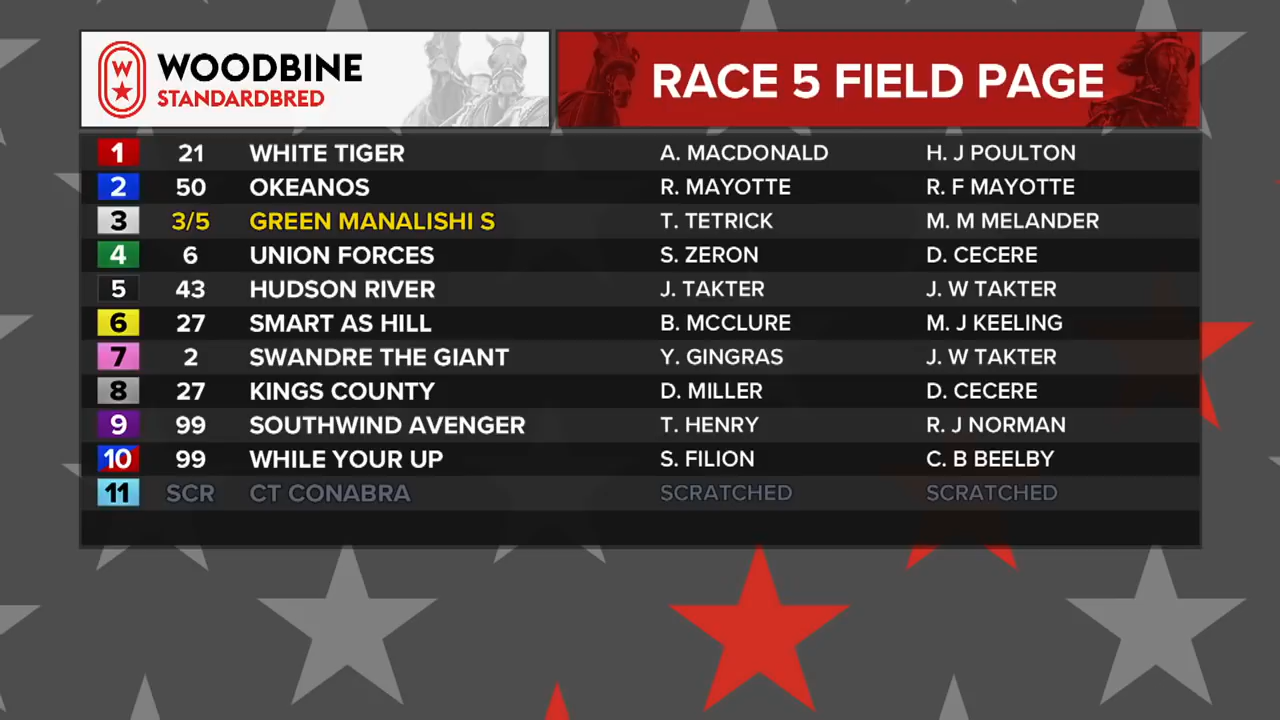 W
WOODBINE
STANDARDBRED
RACE 5 FIELD PAGE
1 21 WHITE TIGER A. MACDONALD H. J POULTON
2 50 OKEANOS R. MAYOTTE R. F MAYOTTE
3 3/5 GREEN MANALISHI S T. TETRICK M. M MELANDER
4 6 UNION FORCES S. ZERON D. CECERE
5 43 HUDSON RIVER J. TAKTER J. W TAKTER
6 27 SMART AS HILL B. MCCLURE M. J KEELING
7 2 SWANDRE THE GIANT Y. GINGRAS J. W TAKTER
8 27 KINGS COUNTY D. MILLER D. CECERE
9 99 SOUTHWIND AVENGER T. HENRY R. J NORMAN
10 99 WHILE YOUR UP S. FILION C. B BEELBY
11 SCR CT CONABRA SCRATCHED SCRATCHED